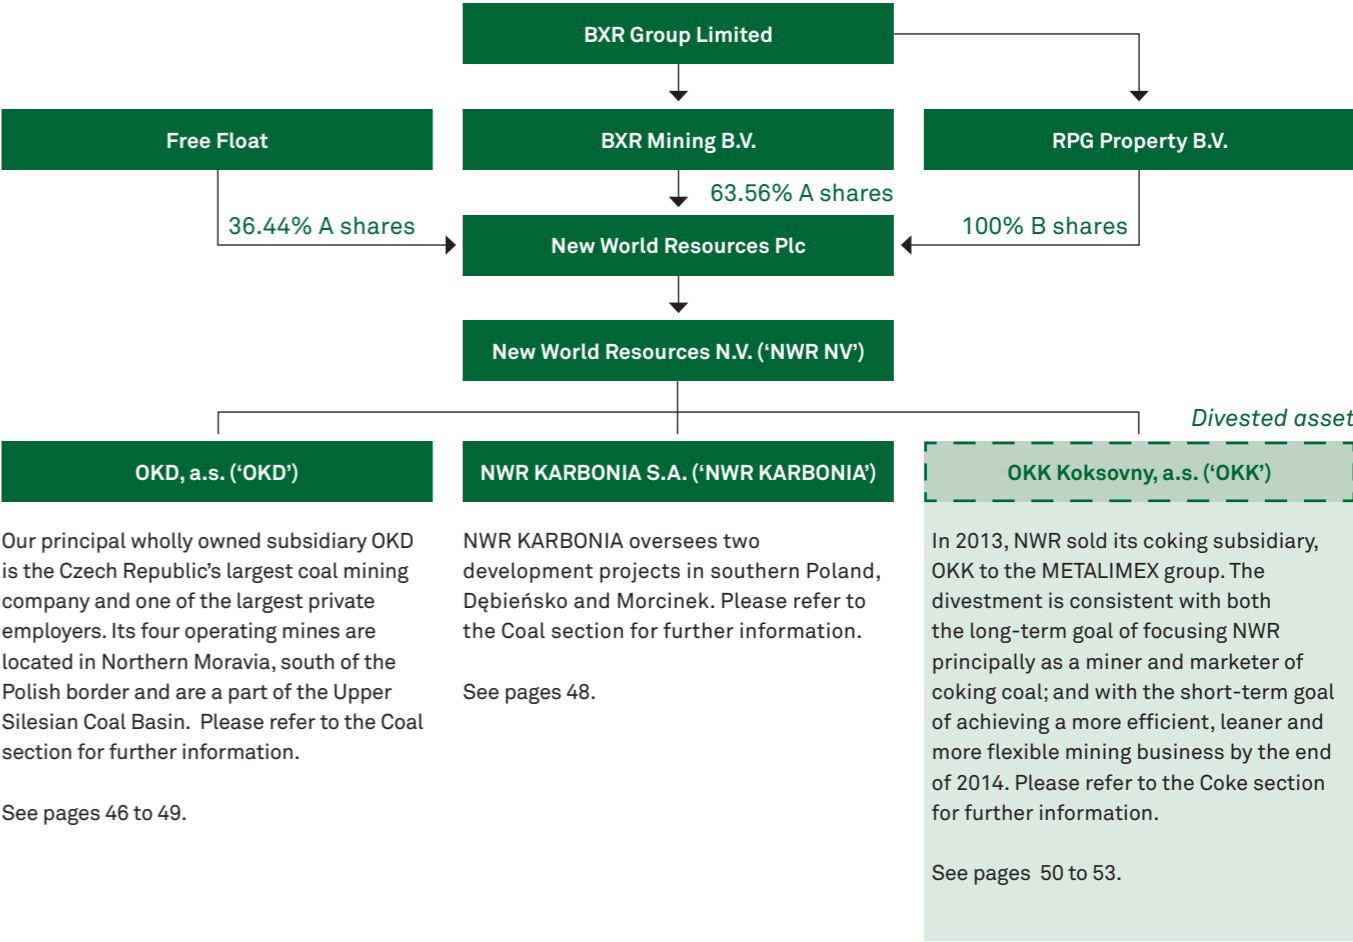 BXR Group Limited
Free Float
BXR Mining B.V.
RPG Property B.V.
63.56% A shares
36.44% A shares
100% B shares
New World Resources Plc
New World Resources N.V. (‘NWR NV’)
Divested asset
OKD, a.s. (‘OKD’)
Our principal wholly owned subsidiary OKD
is the Czech Republic’s largest coal mining
company and one of the largest private
employers. Its four operating mines are
located in Northern Moravia, south of the
Polish border and are a part of the Upper
Silesian Coal Basin. Please refer to the Coal
section for further information.
See pages 46 to 49.
NWR KARBONIA S.A. (‘NWR KARBONIA’)
NWR KARBONIA oversees two
development projects in southern Poland,
Dębieńsko and Morcinek. Please refer to
the Coal section for further information.
See pages 48.
OKK Koksovny, a.s. (‘OKK’)
In 2013, NWR sold its coking subsidiary,
OKK to the METALIMEX group. The
divestment is consistent with both
the long-term goal of focusing NWR
principally as a miner and marketer of
coking coal; and with the short-term goal
of achieving a more efficient, leaner and
more flexible mining business by the end
of 2014. Please refer to the Coke section
for further information.
See pages 50 to 53.